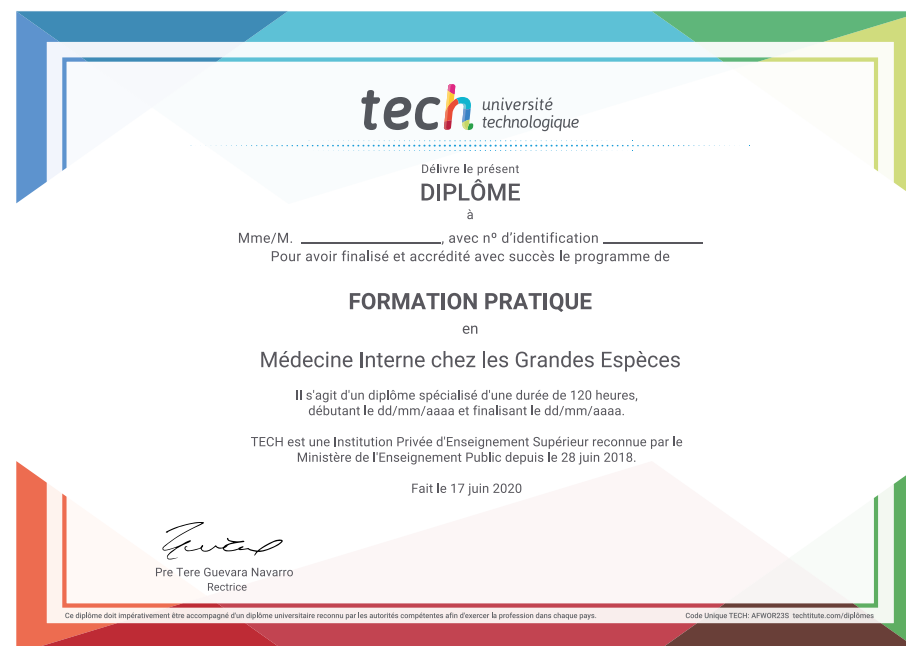 tech université
technologique
Délivre le présent
DIPLÔME
à
Mme/M. ____________________, avec nº d'identification ______________
Pour avoir finalisé et accrédité avec succès le programme de
FORMATION PRATIQUE
en
Médecine Interne chez les Grandes Espèces
Il s'agit d'un diplôme spécialisé d'une durée de 120 heures,
débutant le dd/mm/aaaa et finalisant le dd/mm/aaaa.
TECH est une Institution Privée d'Enseignement Supérieur reconnue par le
Ministère de l'Enseignement Public depuis le 28 juin 2018.
Fait le 17 juin 2020
Pre Tere Guevara Navarro
Rectrice
Ce diplôme doit impérativement être accompagné d'un diplôme universitaire reconnu par les autorités compétentes afin d'exercer la profession dans chaque pays.
Code Unique TECH: AFWOR23S techtitute.com/diplômes